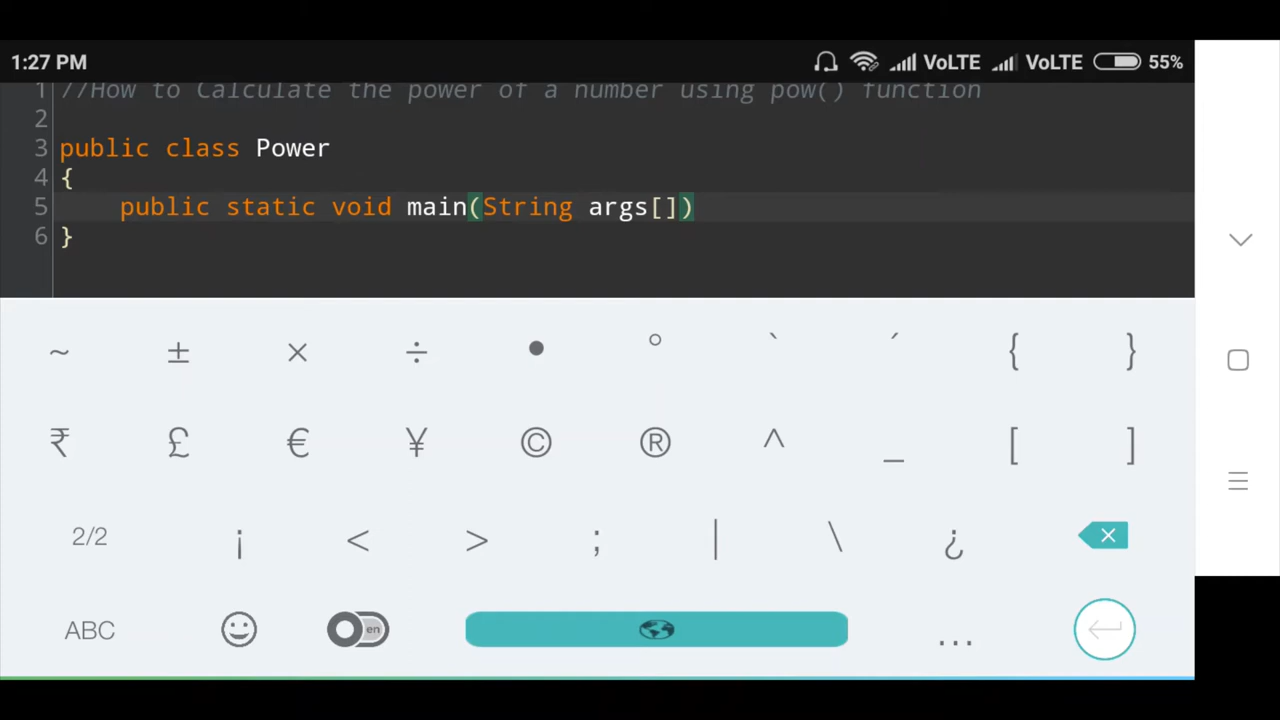 1:27 PM VoLTE VoLTE 55%
1 //How to Calculate the power of a number using pow() function
2
3 public class Power
4 {
5 public static void main(String args[])
6 }
~ ± × ÷ • ° ` ´ { }
₹ £ € ¥ © ® ^ _ [ ]
2/2 ¡ < > ; | \ ¿
ABC en ...